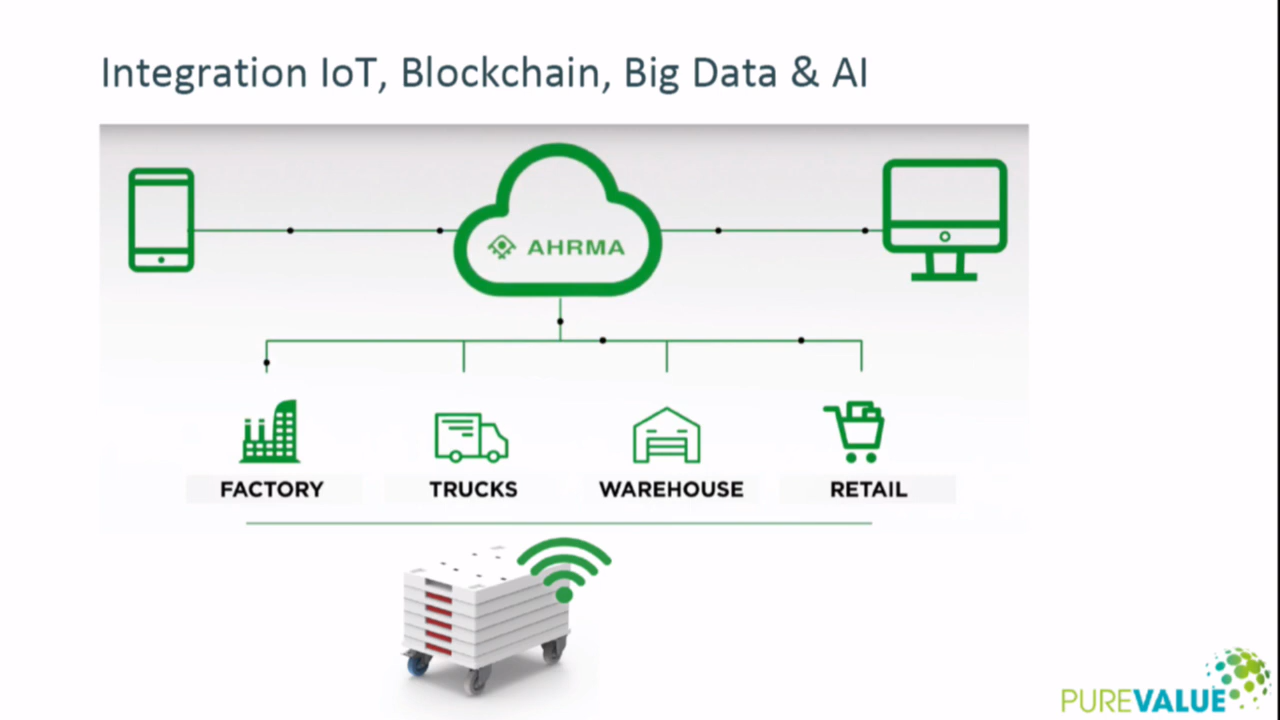 Integration IoT, Blockchain, Big Data & AI
AHRMA
FACTORY
TRUCKS
WAREHOUSE
RETAIL
PUREVALUE